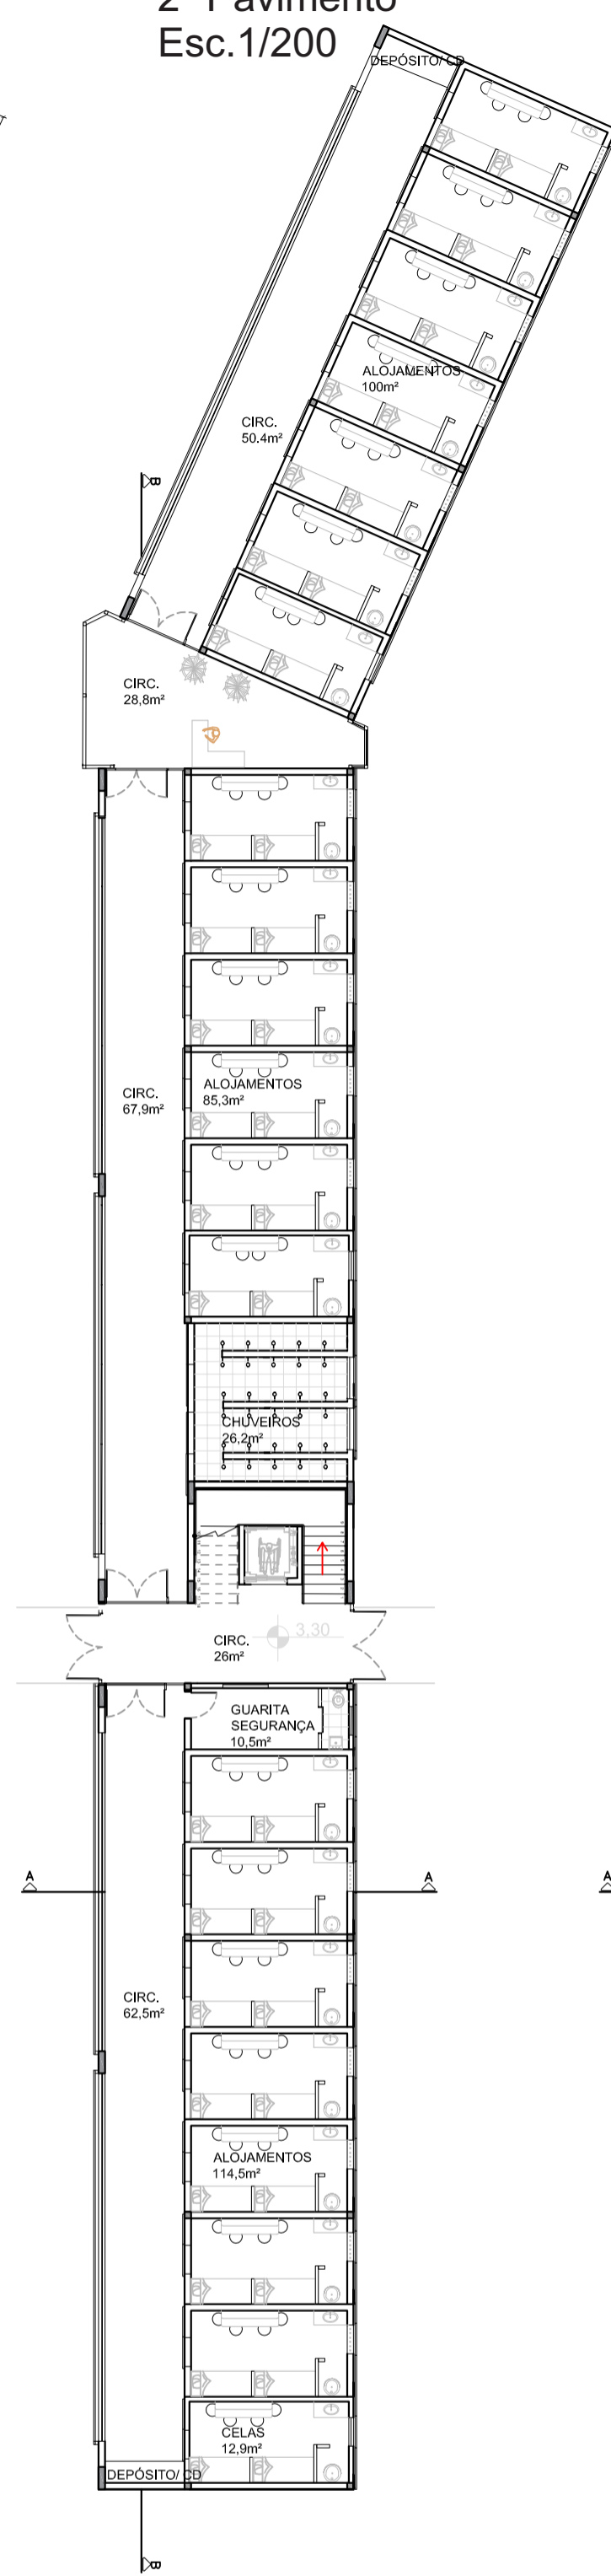 2° Pavimento
Esc.1/200
DEPÓSITO/ CD
ALOJAMENTOS
100m²
CIRC.
50.4m²
B
CIRC.
28,8m²
CIRC.
67,9m²
ALOJAMENTOS
85,3m²
CHUVEIROS
26,2m²
CIRC.
26m²
3,30
GUARITA
SEGURANÇA
10,5m²
A
A
A
CIRC.
62,5m²
ALOJAMENTOS
114,5m²
CELAS
12,9m²
DEPÓSITO/ CD
B